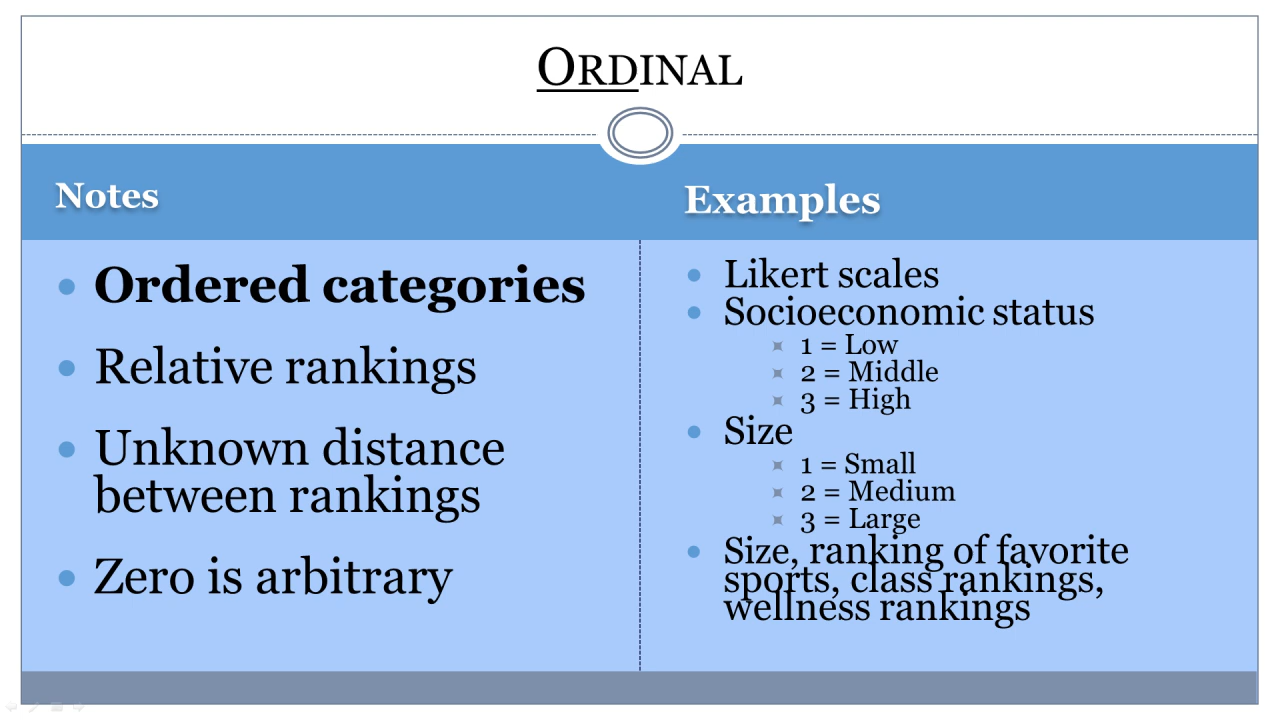 ORDINAL
Notes
Examples
Ordered categories
Relative rankings
Unknown distance
between rankings
Zero is arbitrary
Likert scales
Socioeconomic status
1 = Low
2 = Middle
3 = High
Size
1 = Small
2 = Medium
3 = Large
Size, ranking of favorite
sports, class rankings,
wellness rankings